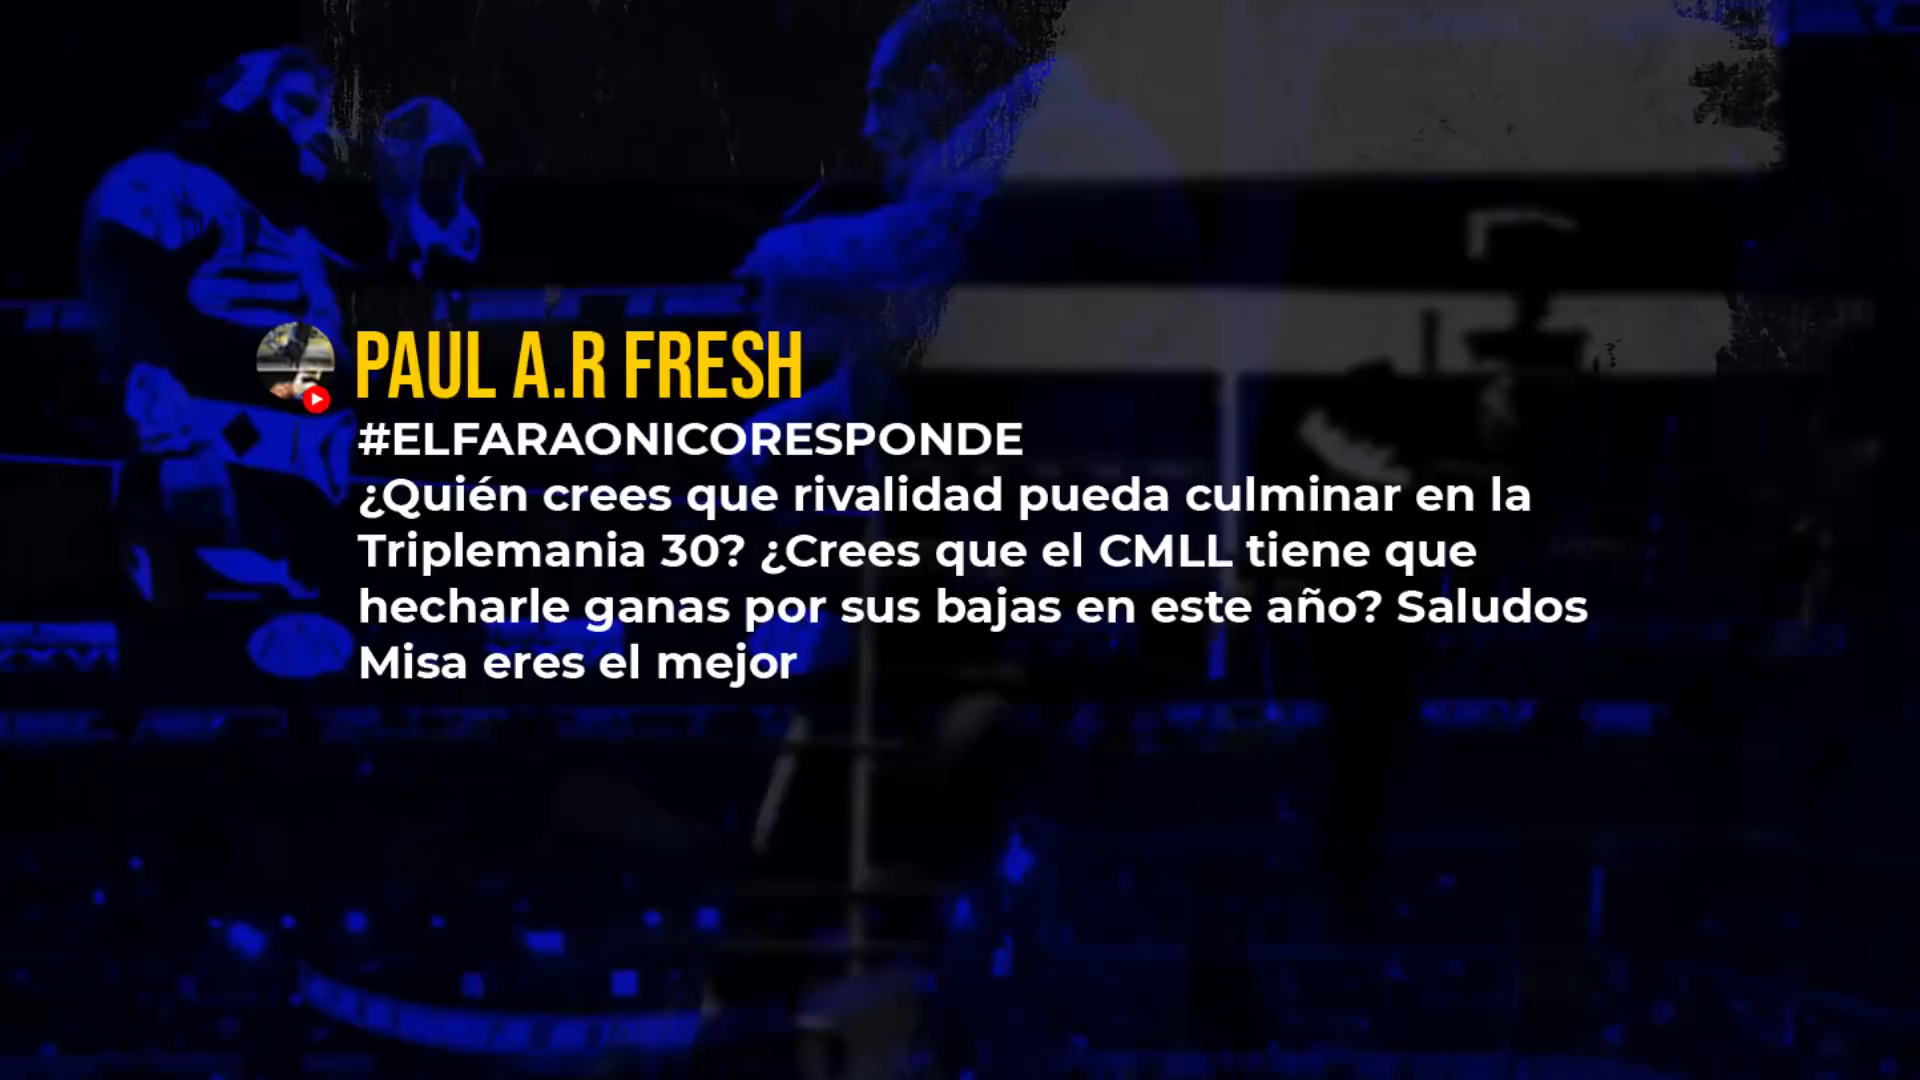 PAUL A.R FRESH
#ELFARAONICORESPONDE
¿Quién crees que rivalidad pueda culminar en la
Triplemania 30? ¿Crees que el CMLL tiene que
hecharle ganas por sus bajas en este año? Saludos
Misa eres el mejor